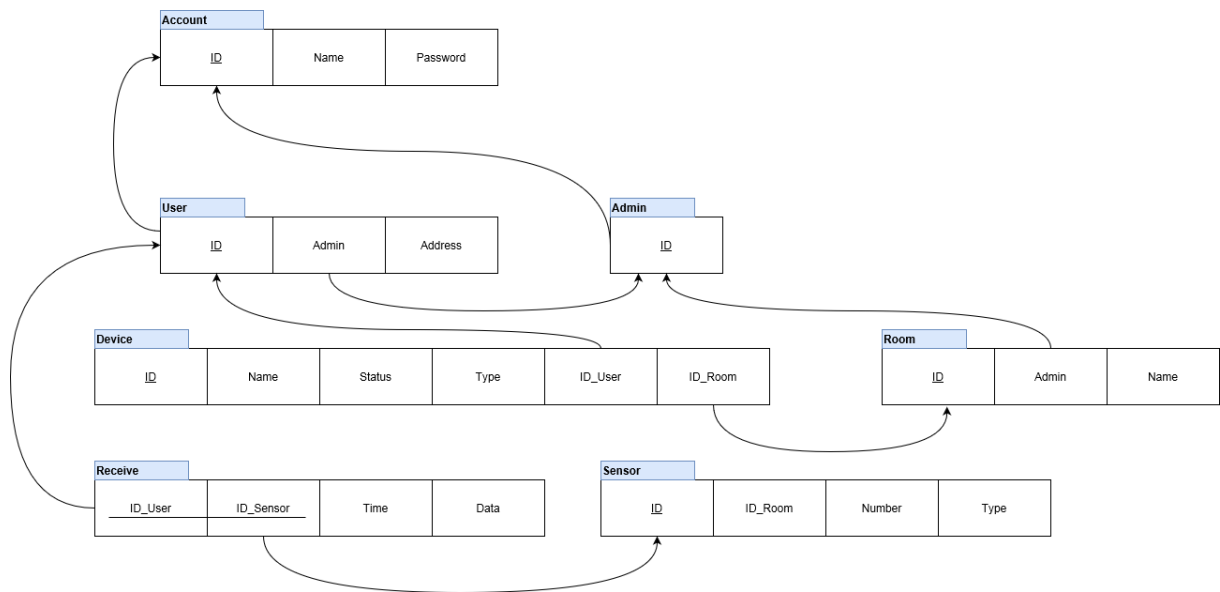 Account
ID Name Password
User Admin
ID Admin Address ID
Device Room
ID Name Status Type ID_User ID_Room ID Admin Name
Receive Sensor
ID_User ID_Sensor Time Data ID ID_Room Number Type